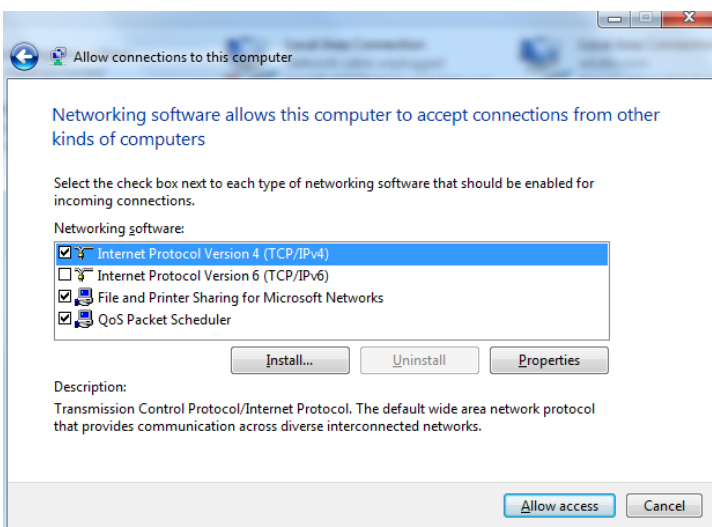 Allow connections to this computer
Networking software allows this computer to accept connections from other
kinds of computers
Select the check box next to each type of networking software that should be enabled for
incoming connections.
Networking software:
Internet Protocol Version 4 (TCP/IPv4)
Internet Protocol Version 6 (TCP/IPv6)
File and Printer Sharing for Microsoft Networks
QoS Packet Scheduler
Install... Uninstall Properties
Description:
Transmission Control Protocol/Internet Protocol. The default wide area network protocol
that provides communication across diverse interconnected networks.
Allow access Cancel